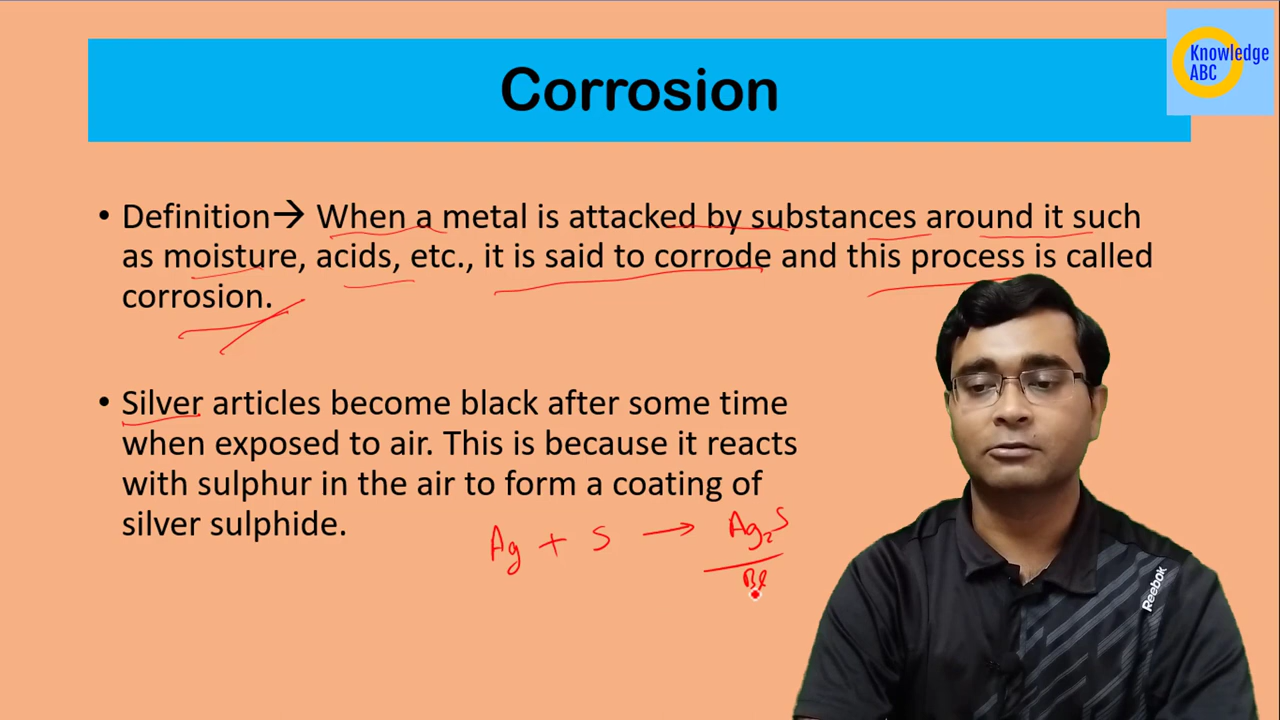 Knowledge
ABC
Corrosion
• Definition→ When a metal is attacked by substances around it such
as moisture, acids, etc., it is said to corrode and this process is called
corrosion.
• Silver articles become black after some time
when exposed to air. This is because it reacts
with sulphur in the air to form a coating of
silver sulphide.
Ag + S → Ag₂S
Bl
Reebok